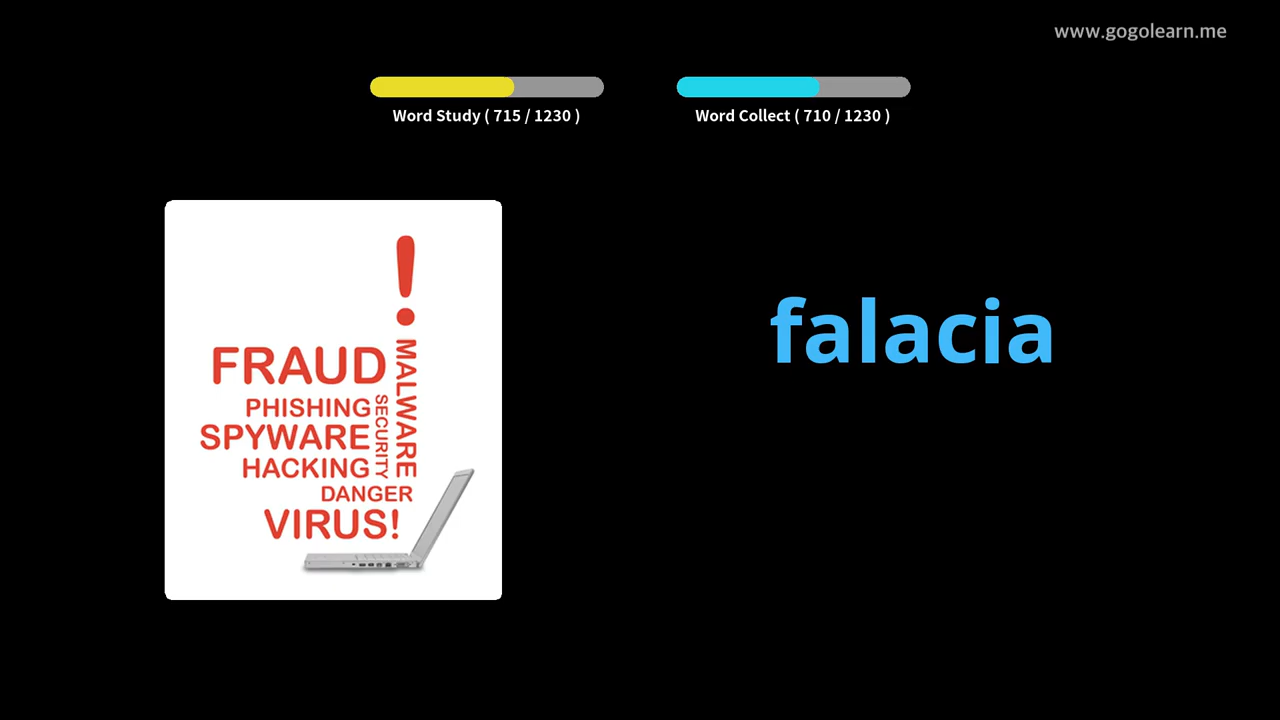 www.gogolearn.me
Word Study ( 715 / 1230 )
Word Collect ( 710 / 1230 )
!
FRAUD
MALWARE
PHISHING
SECURITY
SPYWARE
HACKING
DANGER
VIRUS!
falacia